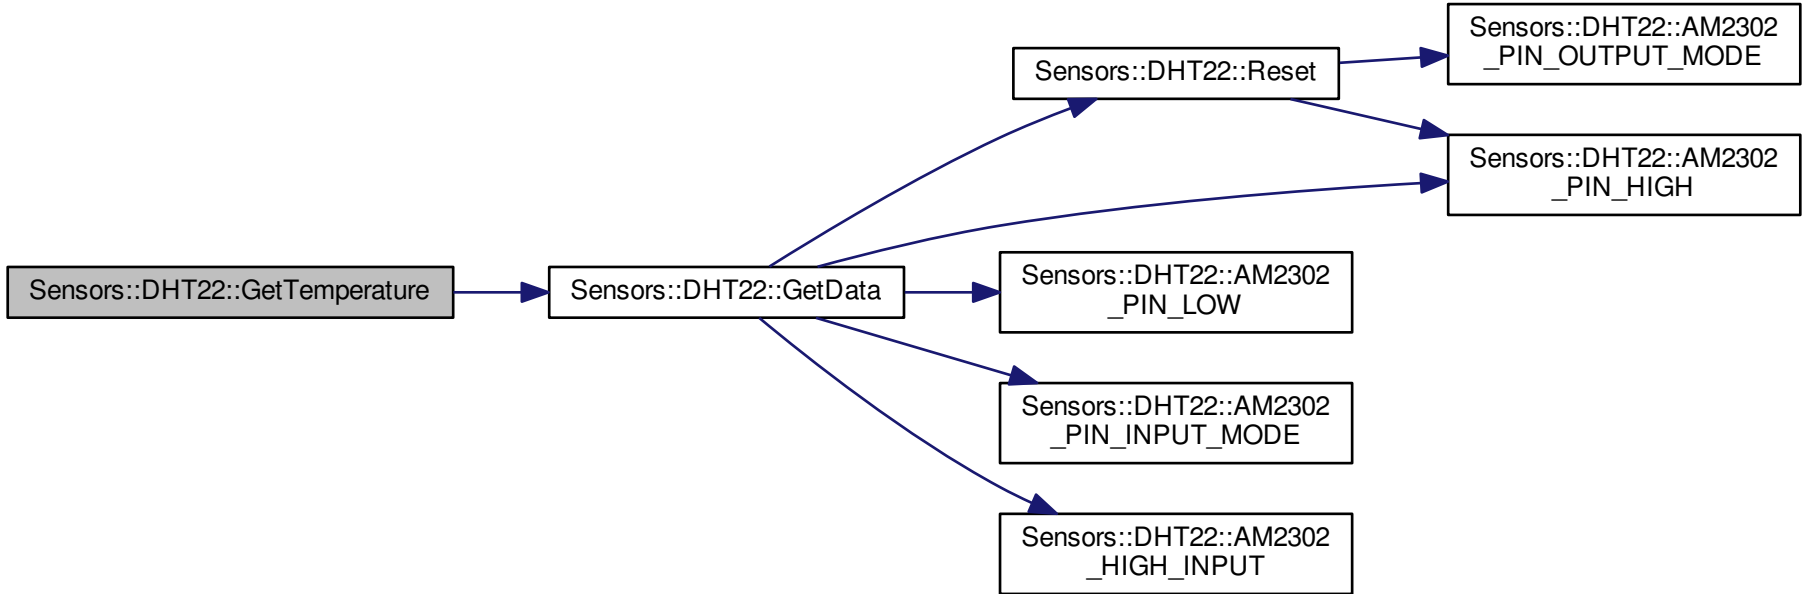 Sensors::DHT22::GetTemperature
Sensors::DHT22::GetData
Sensors::DHT22::Reset
Sensors::DHT22::AM2302
_PIN_OUTPUT_MODE
Sensors::DHT22::AM2302
_PIN_HIGH
Sensors::DHT22::AM2302
_PIN_LOW
Sensors::DHT22::AM2302
_PIN_INPUT_MODE
Sensors::DHT22::AM2302
_HIGH_INPUT